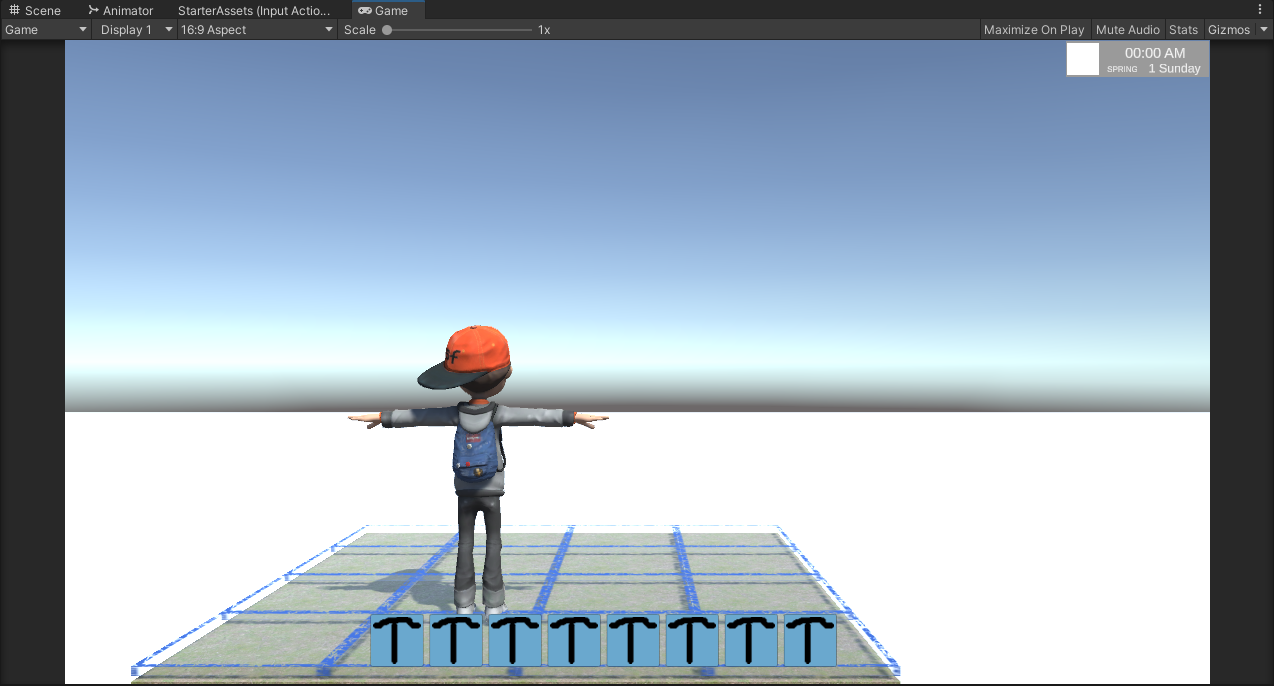 Scene Animator StarterAssets (Input Actio... Game
Game Display 1 16:9 Aspect Scale 1x Maximize On Play Mute Audio Stats Gizmos
00:00 AM
SPRING 1 Sunday